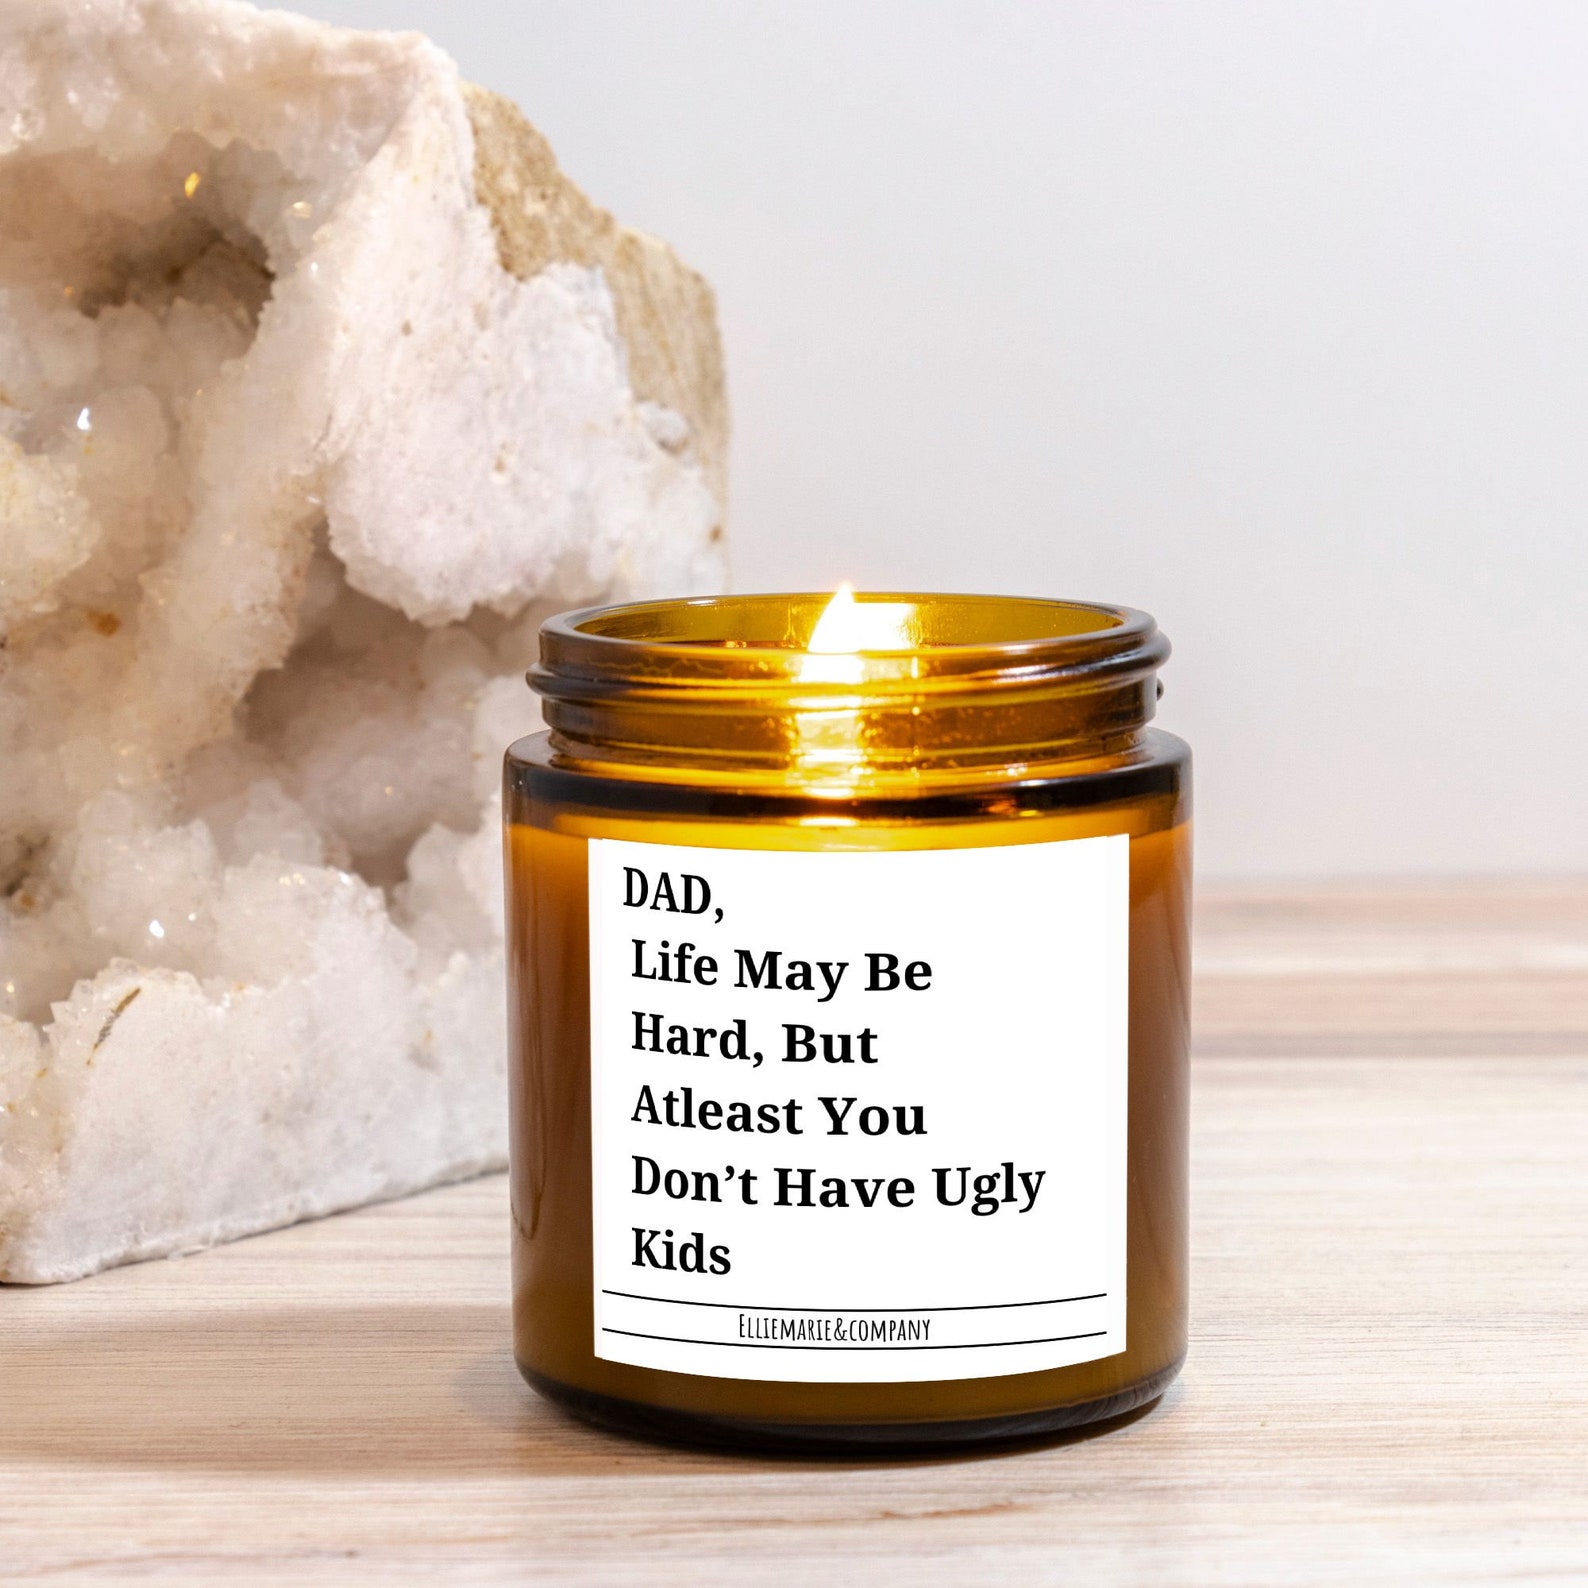 DAD,
Life May Be
Hard, But
Atleast You
Don’t Have Ugly
Kids
Elliemarie&company